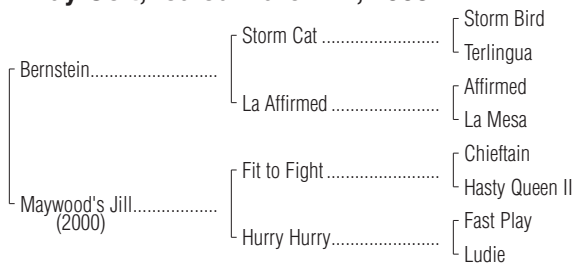 Storm Bird
Storm Cat
Terlingua
Bernstein
Affirmed
La Affirmed
La Mesa
Chieftain
Fit to Fight
Hasty Queen II
Maywood's Jill
(2000)
Fast Play
Hurry Hurry
Ludie